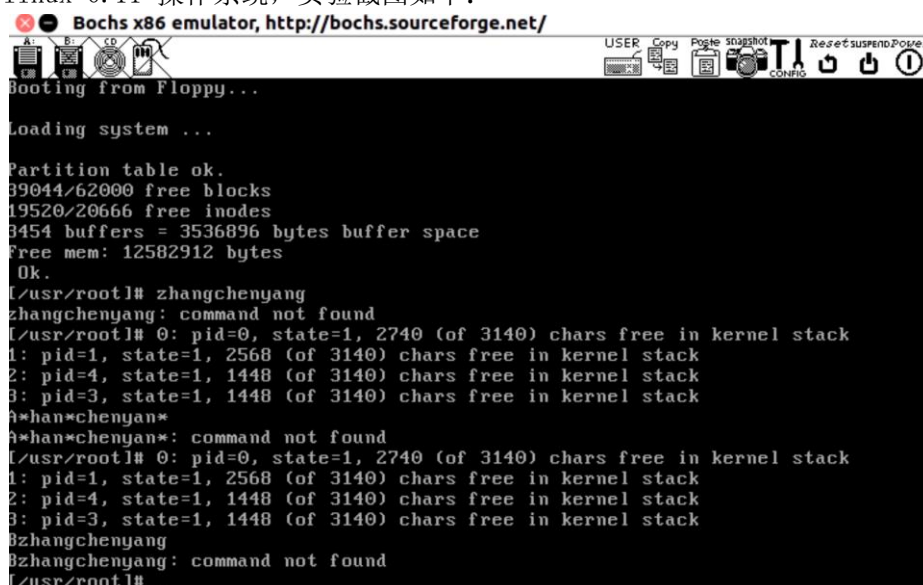 linux 0.11 操作系统，实验截图如下：
Bochs x86 emulator, http://bochs.sourceforge.net/
A: B: CD USER Copy Paste snapshot CONFIG Reset SUSPEND Power
Booting from Floppy...
Loading system ...
Partition table ok.
39044/62000 free blocks
19520/20666 free inodes
3454 buffers = 3536896 bytes buffer space
Free mem: 12582912 bytes
Ok.
[/usr/root]# zhangchenyang
zhangchenyang: command not found
[/usr/root]# 0: pid=0, state=1, 2740 (of 3140) chars free in kernel stack
1: pid=1, state=1, 2568 (of 3140) chars free in kernel stack
2: pid=4, state=1, 1448 (of 3140) chars free in kernel stack
3: pid=3, state=1, 1448 (of 3140) chars free in kernel stack
A*han*chenyan*
A*han*chenyan*: command not found
[/usr/root]# 0: pid=0, state=1, 2740 (of 3140) chars free in kernel stack
1: pid=1, state=1, 2568 (of 3140) chars free in kernel stack
2: pid=4, state=1, 1448 (of 3140) chars free in kernel stack
3: pid=3, state=1, 1448 (of 3140) chars free in kernel stack
Bzhangchenyang
Bzhangchenyang: command not found
[/usr/root]#